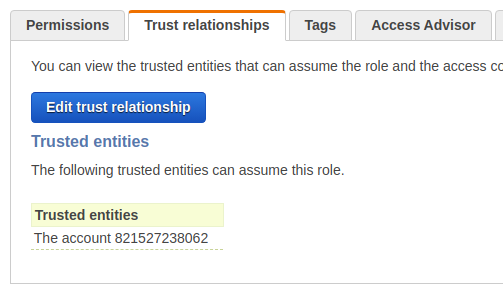 Permissions
Trust relationships
Tags
Access Advisor
You can view the trusted entities that can assume the role and the access co
Edit trust relationship
Trusted entities
The following trusted entities can assume this role.
Trusted entities
The account 821527238062